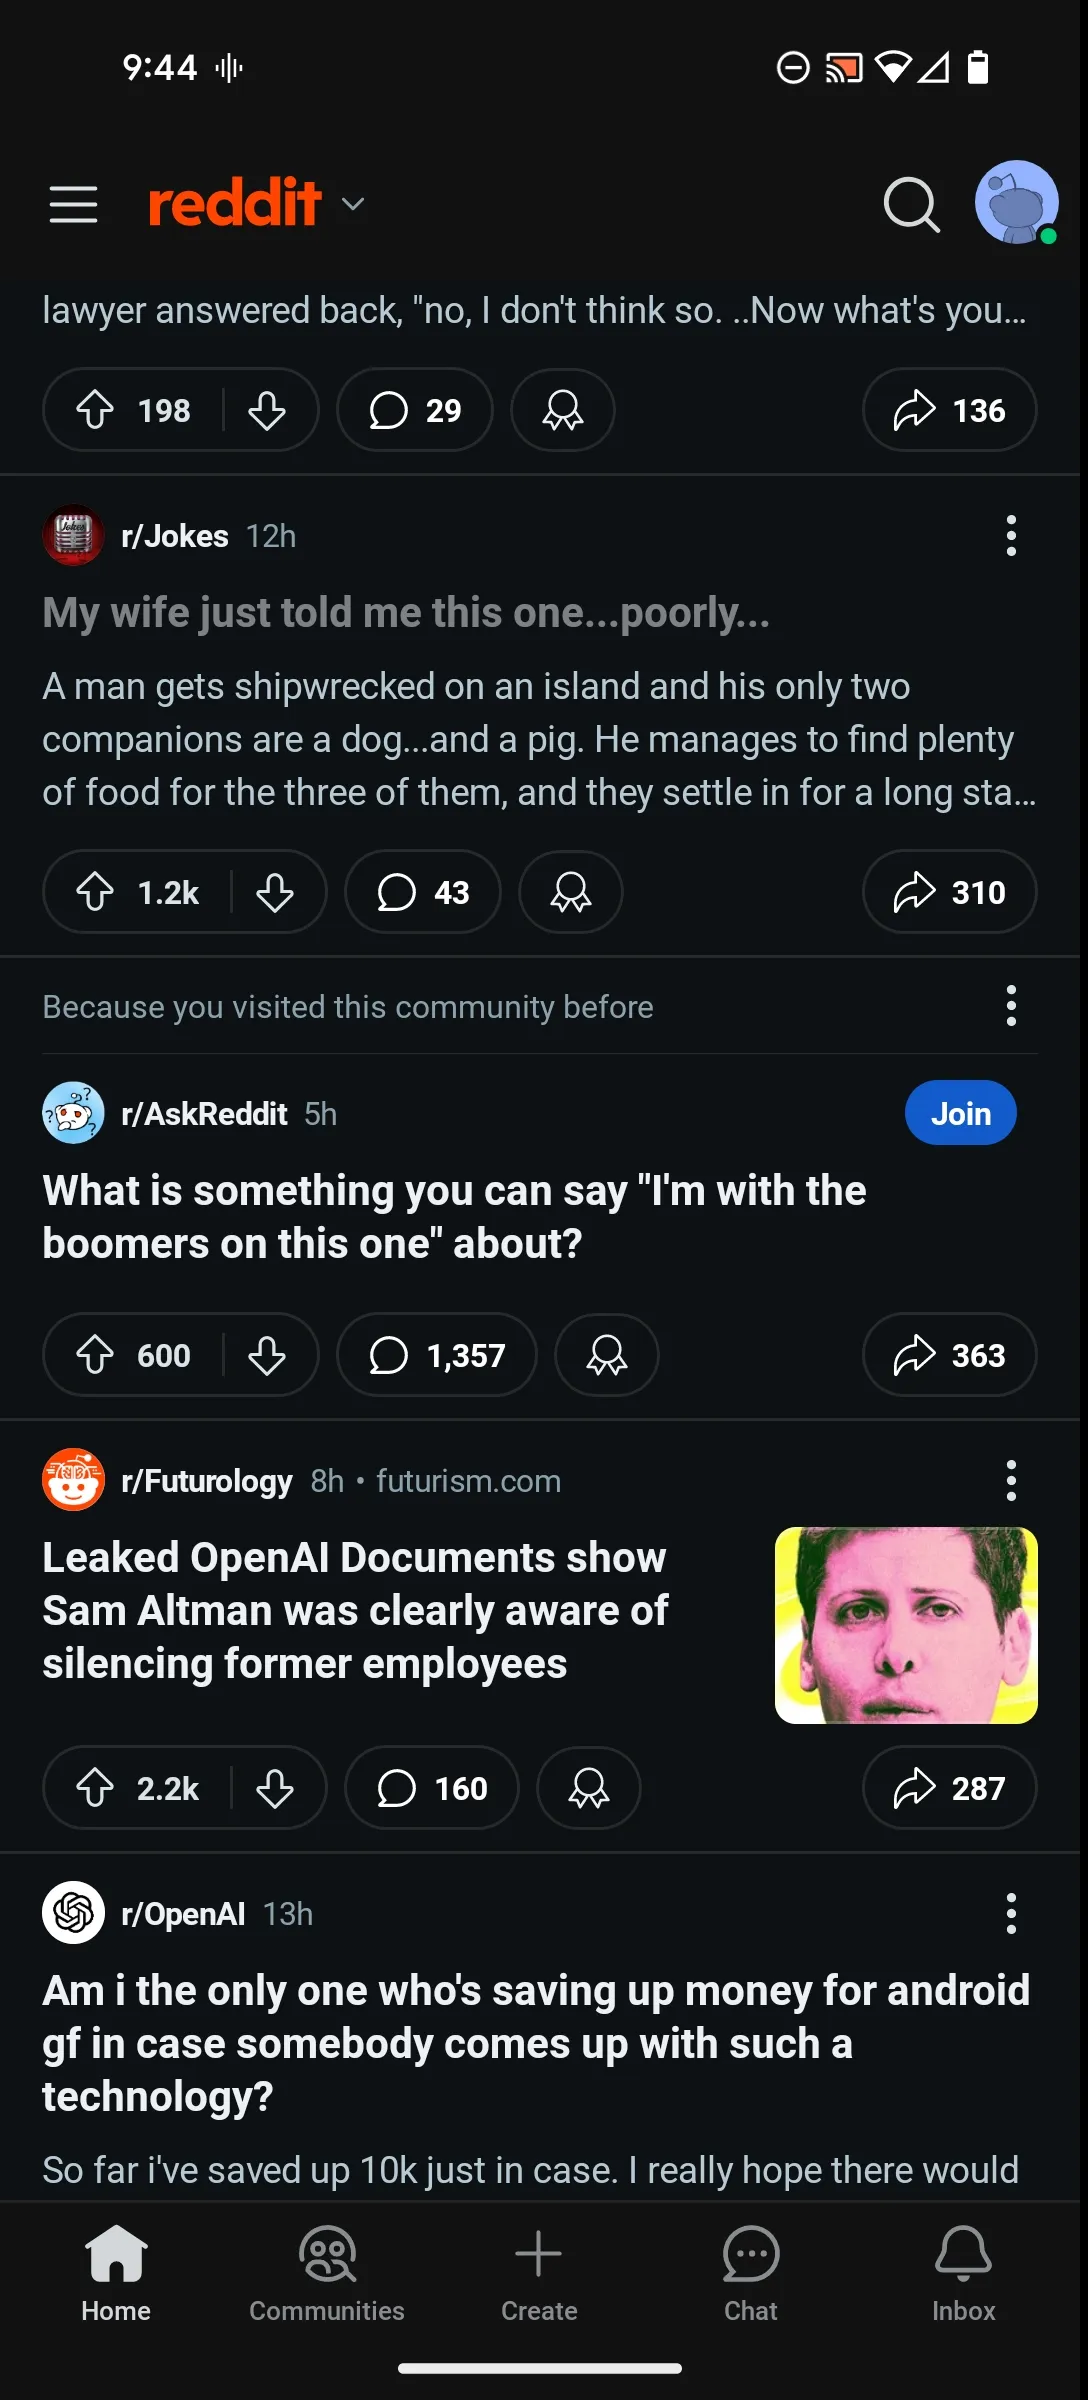 9:44
reddit
lawyer answered back, "no, I don't think so. ..Now what's you...
198
29
136
r/Jokes 12h
My wife just told me this one...poorly...
A man gets shipwrecked on an island and his only two
companions are a dog...and a pig. He manages to find plenty
of food for the three of them, and they settle in for a long sta...
1.2k
43
310
Because you visited this community before
r/AskReddit 5h
Join
What is something you can say "I'm with the
boomers on this one" about?
600
1,357
363
r/Futurology 8h • futurism.com
Leaked OpenAI Documents show
Sam Altman was clearly aware of
silencing former employees
2.2k
160
287
r/OpenAI 13h
Am i the only one who's saving up money for android
gf in case somebody comes up with such a
technology?
So far i've saved up 10k just in case. I really hope there would
Home
Communities
Create
Chat
Inbox